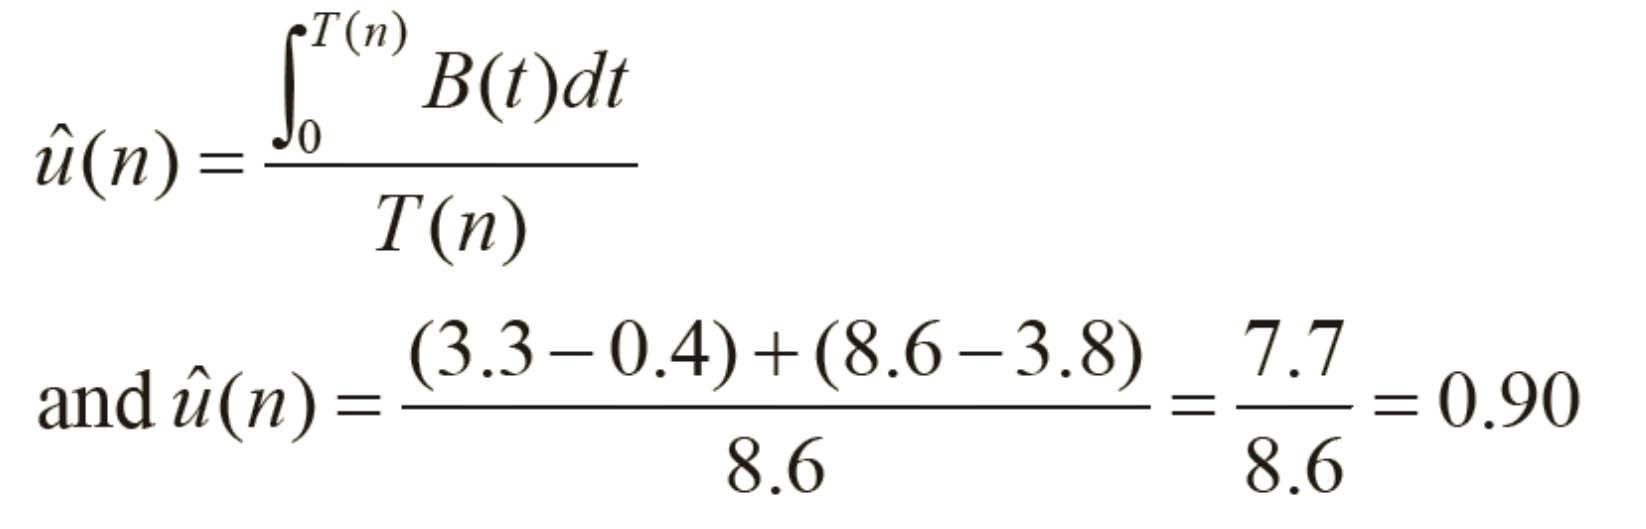 û(n) = ∫₀^{T(n)} B(t)dt / T(n)
and û(n) = (3.3 – 0.4) + (8.6 – 3.8) / 8.6 = 7.7 / 8.6 = 0.90